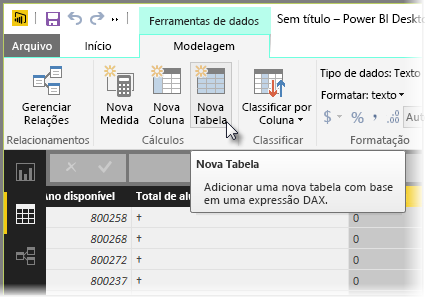 Ferramentas de dados
Sem título – Power BI Deskto
Arquivo
Início
Modelagem
Gerenciar
Relações
Nova
Medida
Nova
Coluna
Nova
Tabela
Classificar por
Coluna
Tipo de dados: Texto
Formatar: texto
$ % , .00 Aut
Relacionamentos
Cálculos
Classificar
Formatação
Nova Tabela
Adicionar uma nova tabela com base
em uma expressão DAX.
Ano disponível
Total de alu
800258 † 0
800268 † 0
800272 † 0
800237 † 0